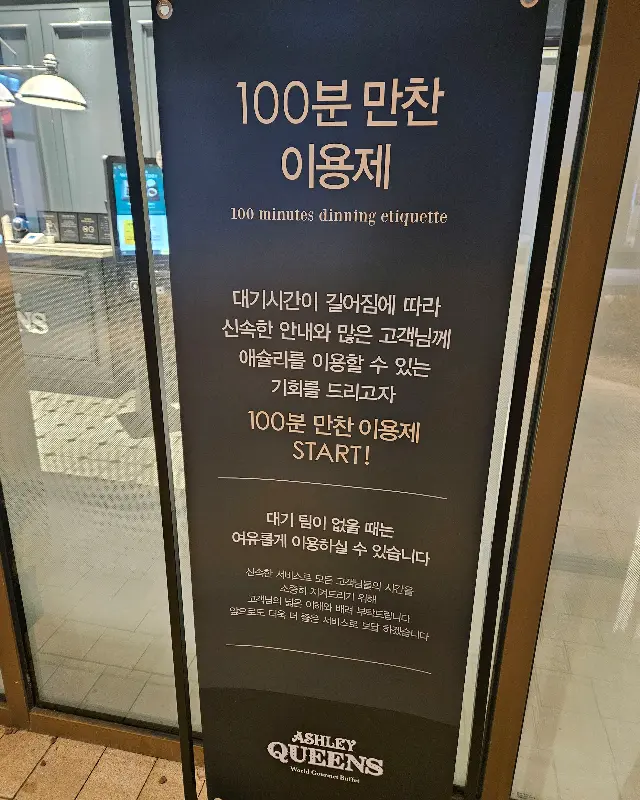 100분 만찬
이용제
100 minutes dinning etiquette
대기시간이 길어짐에 따라
신속한 안내와 많은 고객님께
애슐리를 이용할 수 있는
기회를 드리고자
100분 만찬 이용제
START!
대기 팀이 없을 때는
여유롭게 이용하실 수 있습니다
신속한 서비스로 모든 고객님들의 시간을
소중히 지켜드리기 위해
고객님의 넓은 이해와 배려 부탁드립니다
앞으로도 더욱 더 좋은 서비스로 보답 하겠습니다
ASHLEY
QUEENS
World Gourmet Buffet
NS